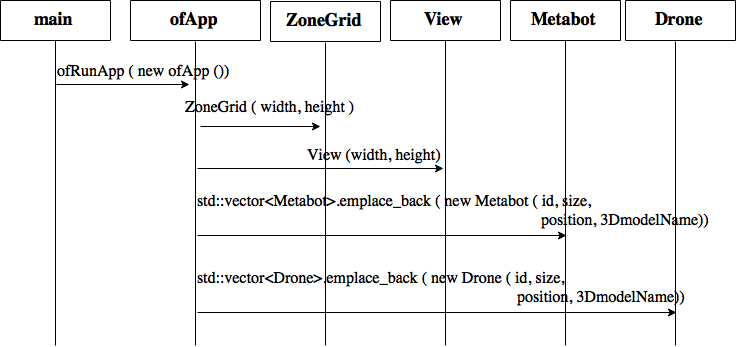 main
ofApp
ZoneGrid
View
Metabot
Drone
ofRunApp ( new ofApp ())
ZoneGrid ( width, height )
View (width, height)
std::vector<Metabot>.emplace_back ( new Metabot ( id, size,
position, 3DmodelName))
std::vector<Drone>.emplace_back ( new Drone ( id, size,
position, 3DmodelName))